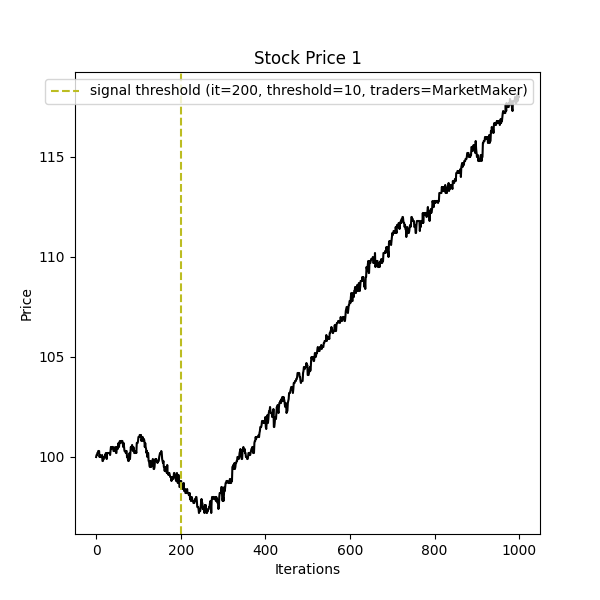 Stock Price 1
signal threshold (it=200, threshold=10, traders=MarketMaker)
115
110
105
100
Price
0 200 400 600 800 1000
Iterations